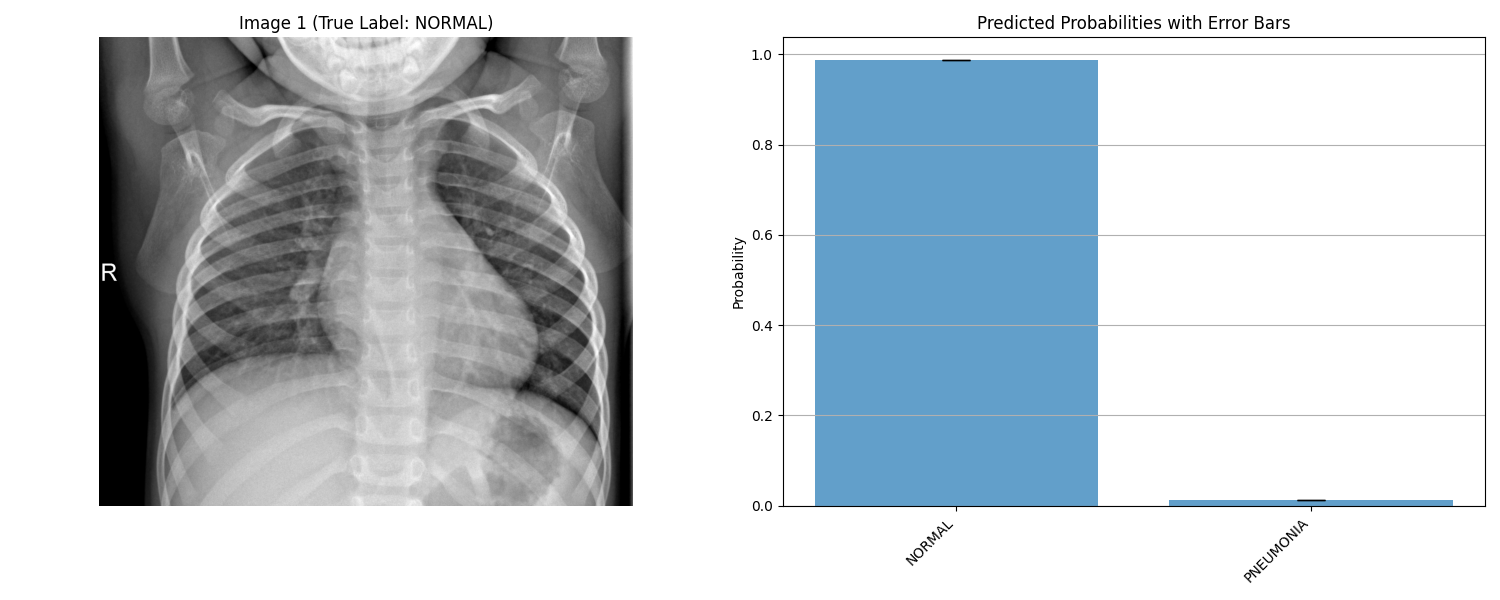 Image 1 (True Label: NORMAL)
R
Predicted Probabilities with Error Bars
Probability
1.0
0.8
0.6
0.4
0.2
0.0
NORMAL
PNEUMONIA